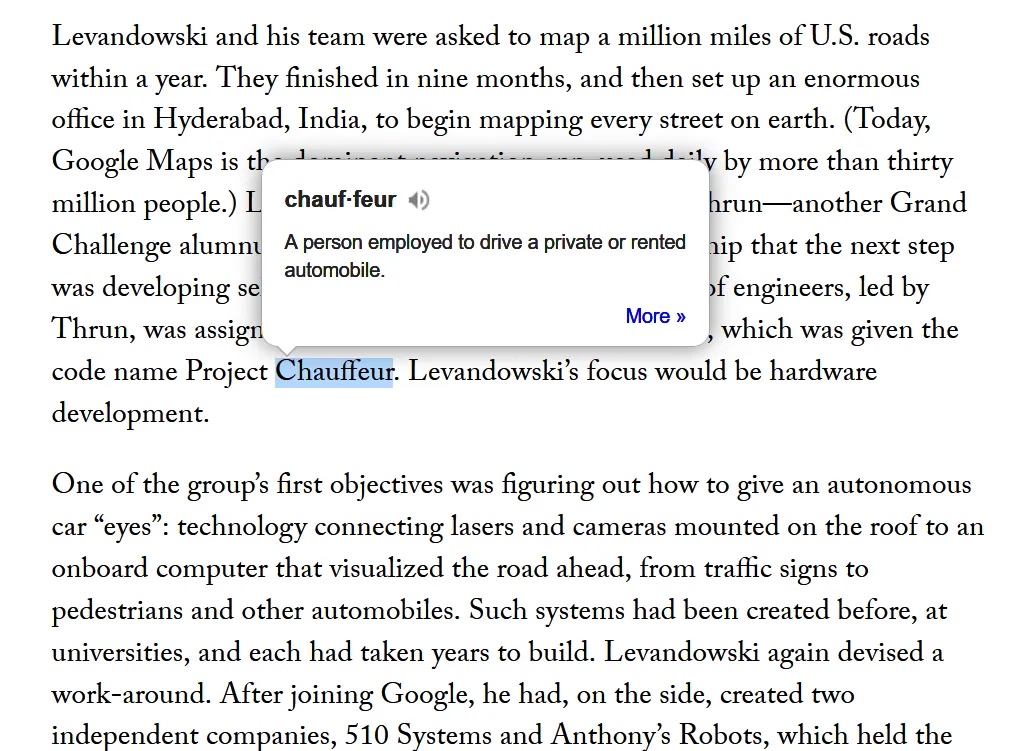 Levandowski and his team were asked to map a million miles of U.S. roads
within a year. They finished in nine months, and then set up an enormous
office in Hyderabad, India, to begin mapping every street on earth. (Today,
Google Maps is the dominant navigation app, used daily by more than thirty
million people.)
chauf·feur
hrun—another Grand
Challenge alumnu
A person employed to drive a private or rented
hip that the next step
automobile.
was developing se
of engineers, led by
More »
Thrun, was assign
, which was given the
code name Project Chauffeur. Levandowski’s focus would be hardware
development.
One of the group’s first objectives was figuring out how to give an autonomous
car “eyes”: technology connecting lasers and cameras mounted on the roof to an
onboard computer that visualized the road ahead, from traffic signs to
pedestrians and other automobiles. Such systems had been created before, at
universities, and each had taken years to build. Levandowski again devised a
work-around. After joining Google, he had, on the side, created two
independent companies, 510 Systems and Anthony’s Robots, which held the